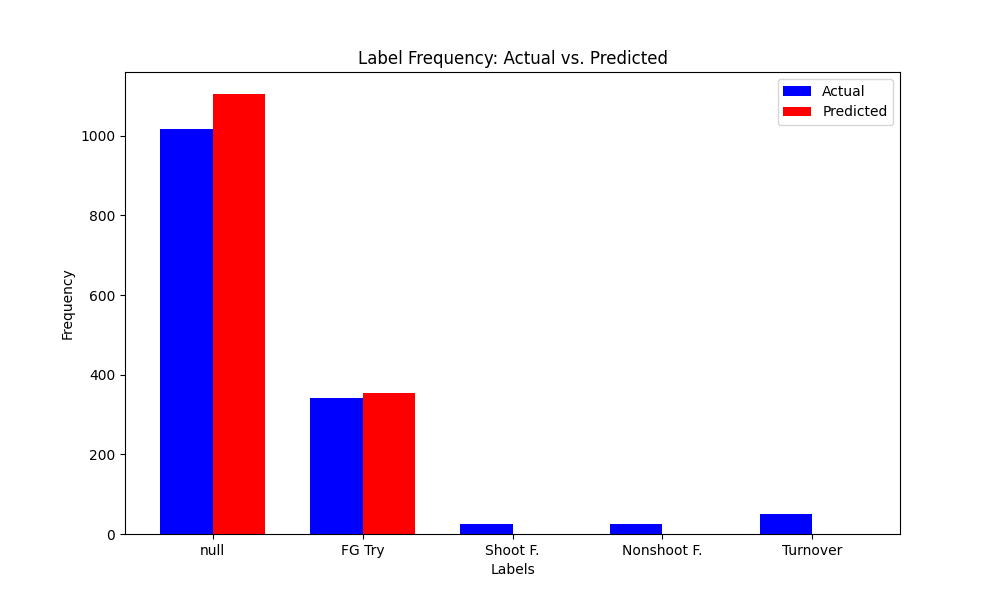 Label Frequency: Actual vs. Predicted
Actual
Predicted
1000
800
600
400
200
0
Frequency
null
FG Try
Shoot F.
Nonshoot F.
Turnover
Labels